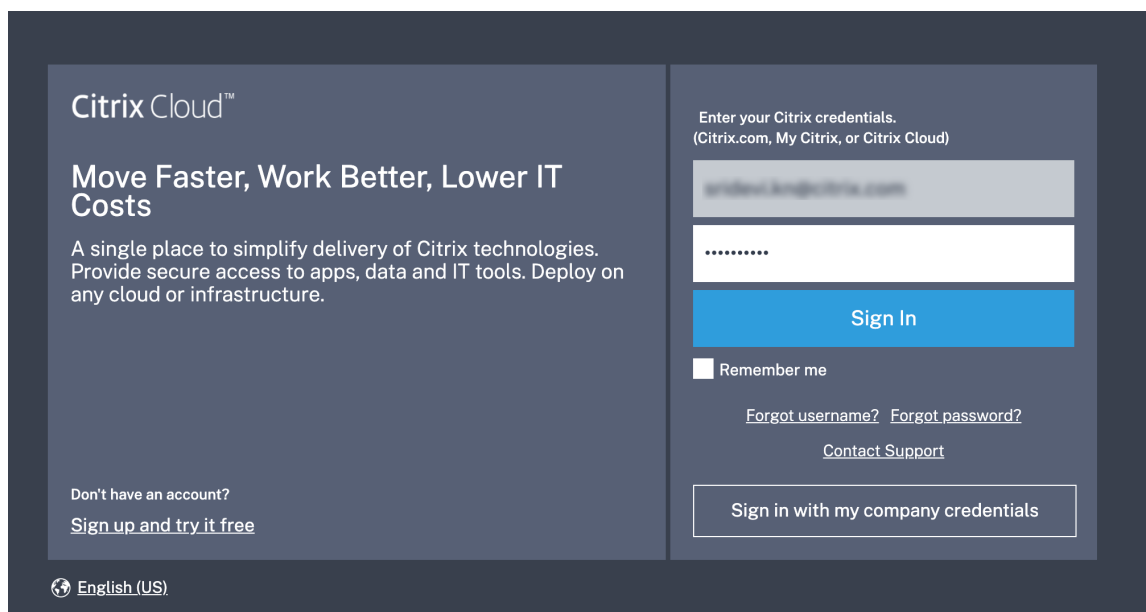 Citrix Cloud™
Move Faster, Work Better, Lower IT
Costs
A single place to simplify delivery of Citrix technologies.
Provide secure access to apps, data and IT tools. Deploy on
any cloud or infrastructure.
Don't have an account?
Sign up and try it free
Enter your Citrix credentials.
(Citrix.com, My Citrix, or Citrix Cloud)
••••••••••
Sign In
Remember me
Forgot username? Forgot password?
Contact Support
Sign in with my company credentials
English (US)